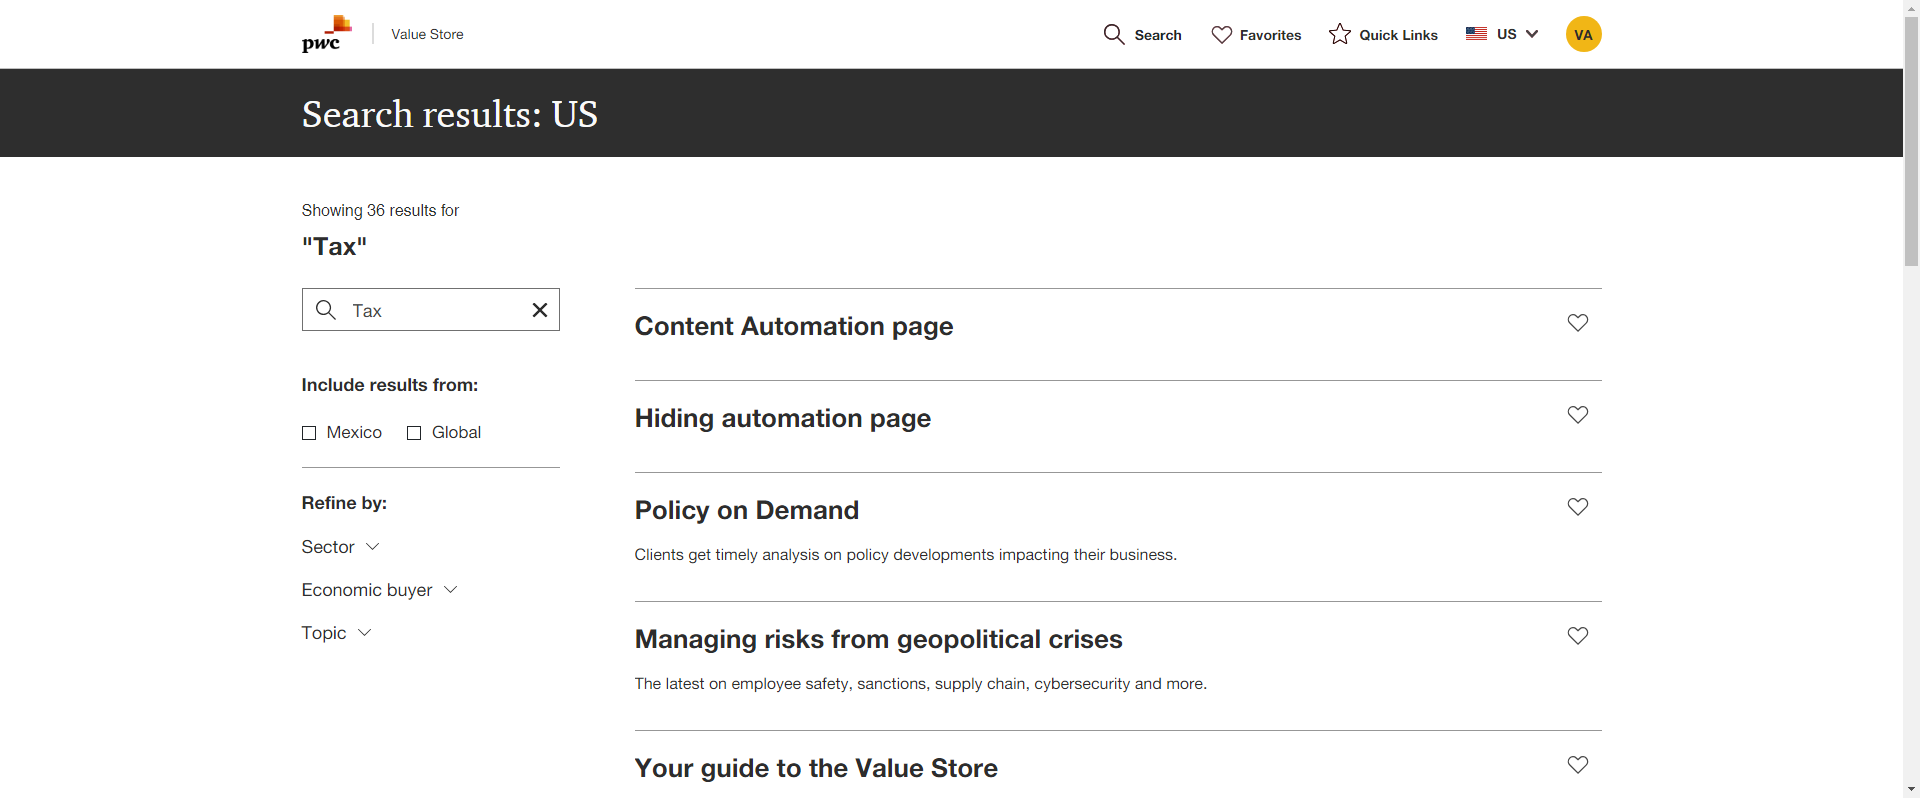 pwc
Value Store
Search
Favorites
Quick Links
US
VA
Search results: US
Showing 36 results for
"Tax"
Tax
Include results from:
Mexico
Global
Refine by:
Sector
Economic buyer
Topic
Content Automation page
Hiding automation page
Policy on Demand
Clients get timely analysis on policy developments impacting their business.
Managing risks from geopolitical crises
The latest on employee safety, sanctions, supply chain, cybersecurity and more.
Your guide to the Value Store